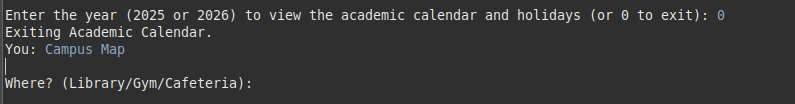 Enter the year (2025 or 2026) to view the academic calendar and holidays (or 0 to exit): 0
Exiting Academic Calendar.
You: Campus Map
Where? (Library/Gym/Cafeteria):